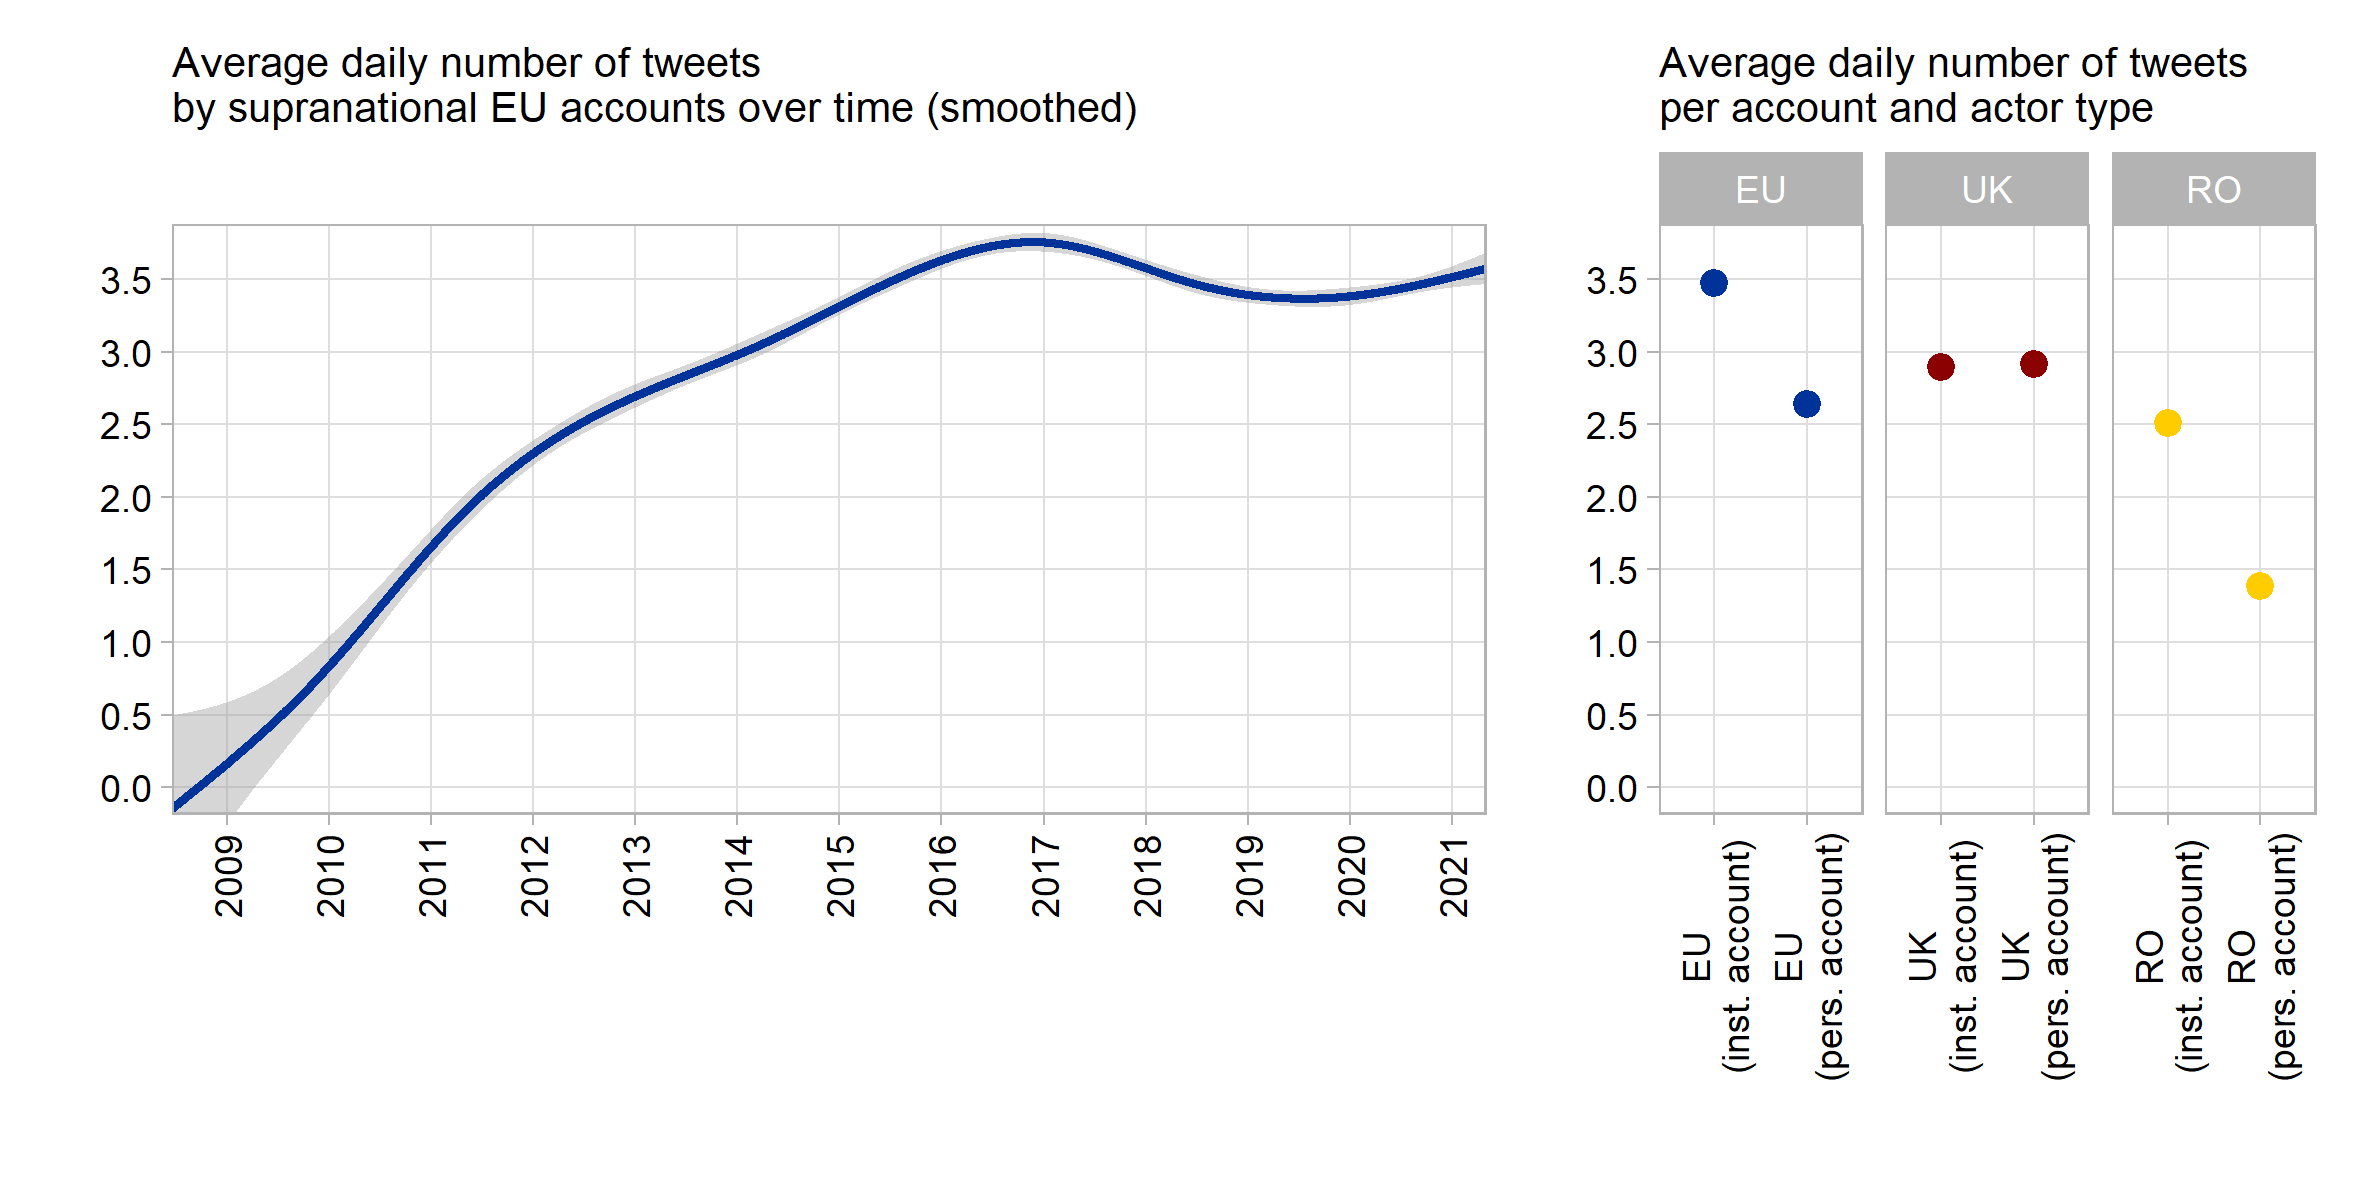 Average daily number of tweets
by supranational EU accounts over time (smoothed)
3.5
3.0
2.5
2.0
1.5
1.0
0.5
0.0
2009
2010
2011
2012
2013
2014
2015
2016
2017
2018
2019
2020
2021
Average daily number of tweets
per account and actor type
EU
UK
RO
3.5
3.0
2.5
2.0
1.5
1.0
0.5
0.0
EU
(inst. account)
EU
(pers. account)
UK
(inst. account)
UK
(pers. account)
RO
(inst. account)
RO
(pers. account)